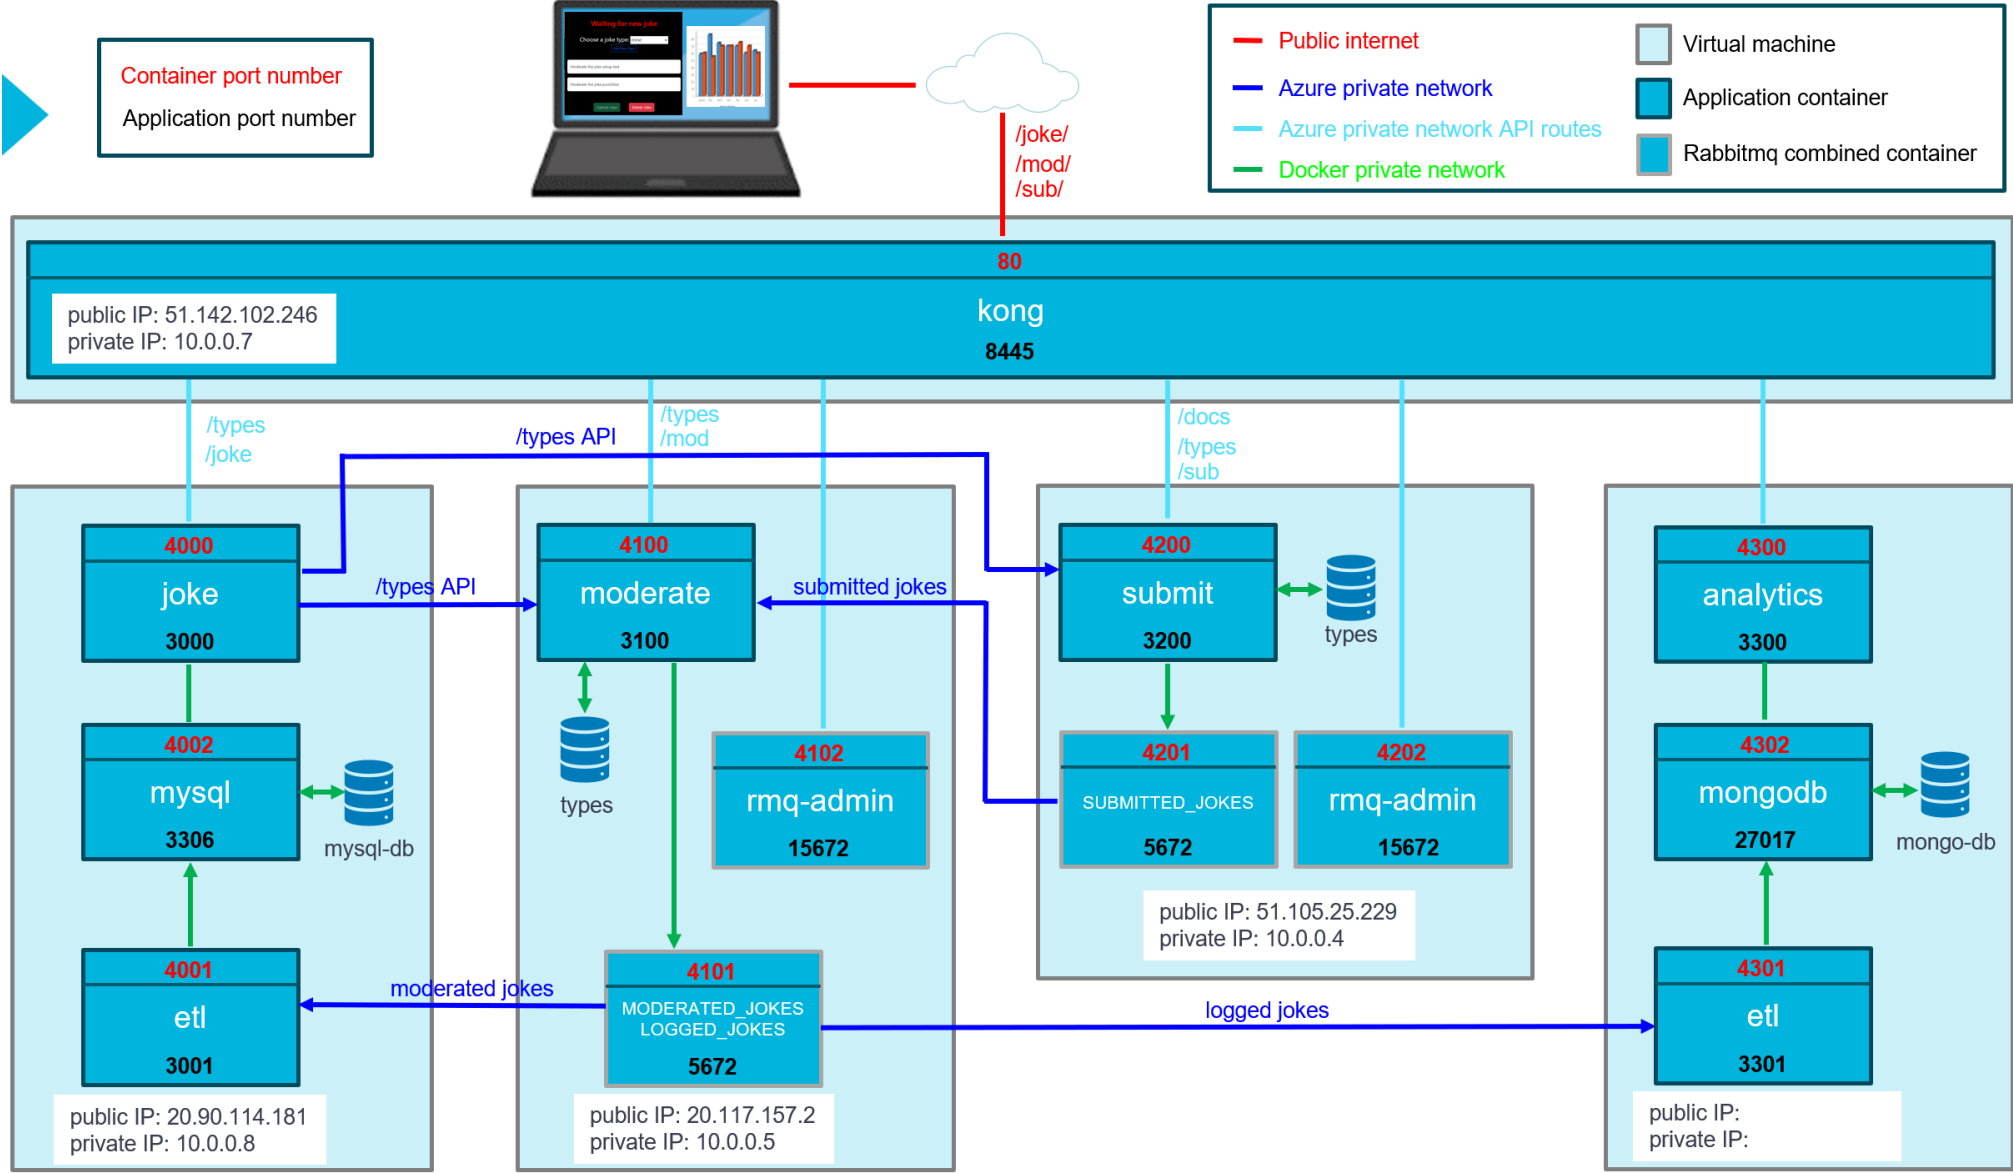 Container port number
Application port number
Waiting for new joke
Choose a joke type:
Public internet
Azure private network
Azure private network API routes
Docker private network
Virtual machine
Application container
Rabbitmq combined container
/joke/
/mod/
/sub/
80
kong
8445
public IP: 51.142.102.246
private IP: 10.0.0.7
/types
/joke
/types API
/types
/mod
/docs
/types
/sub
4000
joke
3000
/types API
4100
moderate
3100
submitted jokes
4200
submit
3200
types
4300
analytics
3300
4002
mysql
3306
mysql-db
types
4102
rmq-admin
15672
4201
SUBMITTED_JOKES
5672
4202
rmq-admin
15672
4302
mongodb
27017
mongo-db
public IP: 51.105.25.229
private IP: 10.0.0.4
4001
etl
3001
moderated jokes
4101
MODERATED_JOKES
LOGGED_JOKES
5672
logged jokes
4301
etl
3301
public IP: 20.90.114.181
private IP: 10.0.0.8
public IP: 20.117.157.2
private IP: 10.0.0.5
public IP:
private IP: